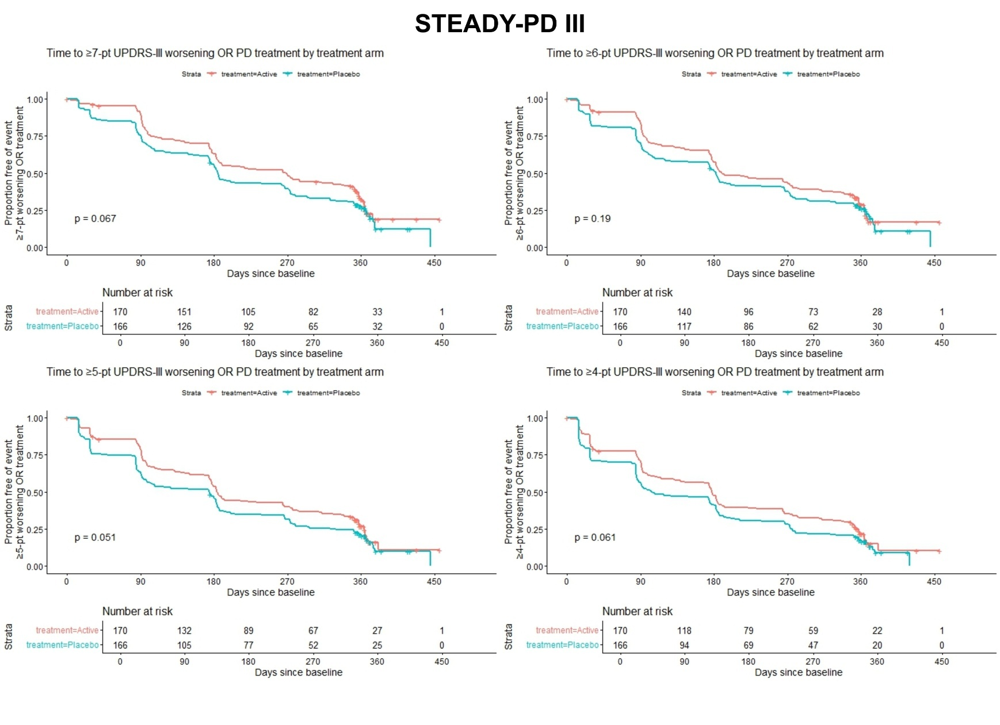 STEADY-PD III
Time to ≥7-pt UPDRS-III worsening OR PD treatment by treatment arm
Strata treatment=Active treatment=Placebo
Proportion free of event
≥7-pt worsening OR treatment
1.00
0.75
0.50
0.25
0.00
p = 0.067
0 90 180 270 360 450
Days since baseline
Number at risk
Strata
treatment=Active 170 151 105 82 33 1
treatment=Placebo 166 126 92 65 32 0
0 90 180 270 360 450
Days since baseline
Time to ≥6-pt UPDRS-III worsening OR PD treatment by treatment arm
Strata treatment=Active treatment=Placebo
Proportion free of event
≥6-pt worsening OR treatment
1.00
0.75
0.50
0.25
0.00
p = 0.19
0 90 180 270 360 450
Days since baseline
Number at risk
Strata
treatment=Active 170 140 96 73 28 1
treatment=Placebo 166 117 86 62 30 0
0 90 180 270 360 450
Days since baseline
Time to ≥5-pt UPDRS-III worsening OR PD treatment by treatment arm
Strata treatment=Active treatment=Placebo
Proportion free of event
≥5-pt worsening OR treatment
1.00
0.75
0.50
0.25
0.00
p = 0.051
0 90 180 270 360 450
Days since baseline
Number at risk
Strata
treatment=Active 170 132 89 67 27 1
treatment=Placebo 166 105 77 52 25 0
0 90 180 270 360 450
Days since baseline
Time to ≥4-pt UPDRS-III worsening OR PD treatment by treatment arm
Strata treatment=Active treatment=Placebo
Proportion free of event
≥4-pt worsening OR treatment
1.00
0.75
0.50
0.25
0.00
p = 0.061
0 90 180 270 360 450
Days since baseline
Number at risk
Strata
treatment=Active 170 118 79 59 22 1
treatment=Placebo 166 94 69 47 20 0
0 90 180 270 360 450
Days since baseline